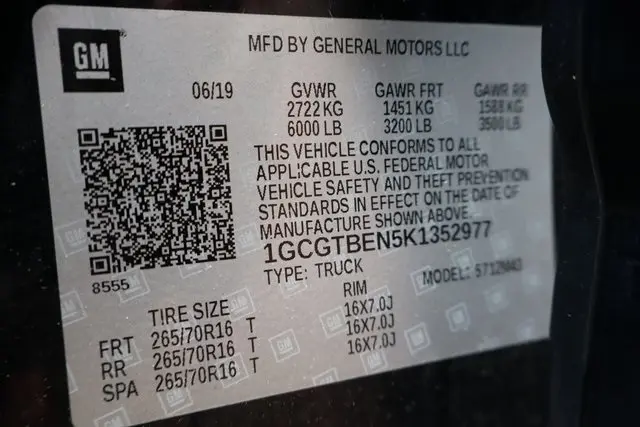 GM
MFD BY GENERAL MOTORS LLC
06/19 GVWR GAWR FRT GAWR RR
2722 KG 1451 KG 1588 KG
6000 LB 3200 LB 3500 LB
THIS VEHICLE CONFORMS TO ALL
APPLICABLE U.S. FEDERAL MOTOR
VEHICLE SAFETY AND THEFT PREVENTION
STANDARDS IN EFFECT ON THE DATE OF
MANUFACTURE SHOWN ABOVE
1GCGTBEN5K1352977
8555
TYPE: TRUCK MODEL:
TIRE SIZE RIM
FRT 265/70R16 T 16X7.0J
RR 265/70R16 T 16X7.0J
SPA 265/70R16 T 16X7.0J